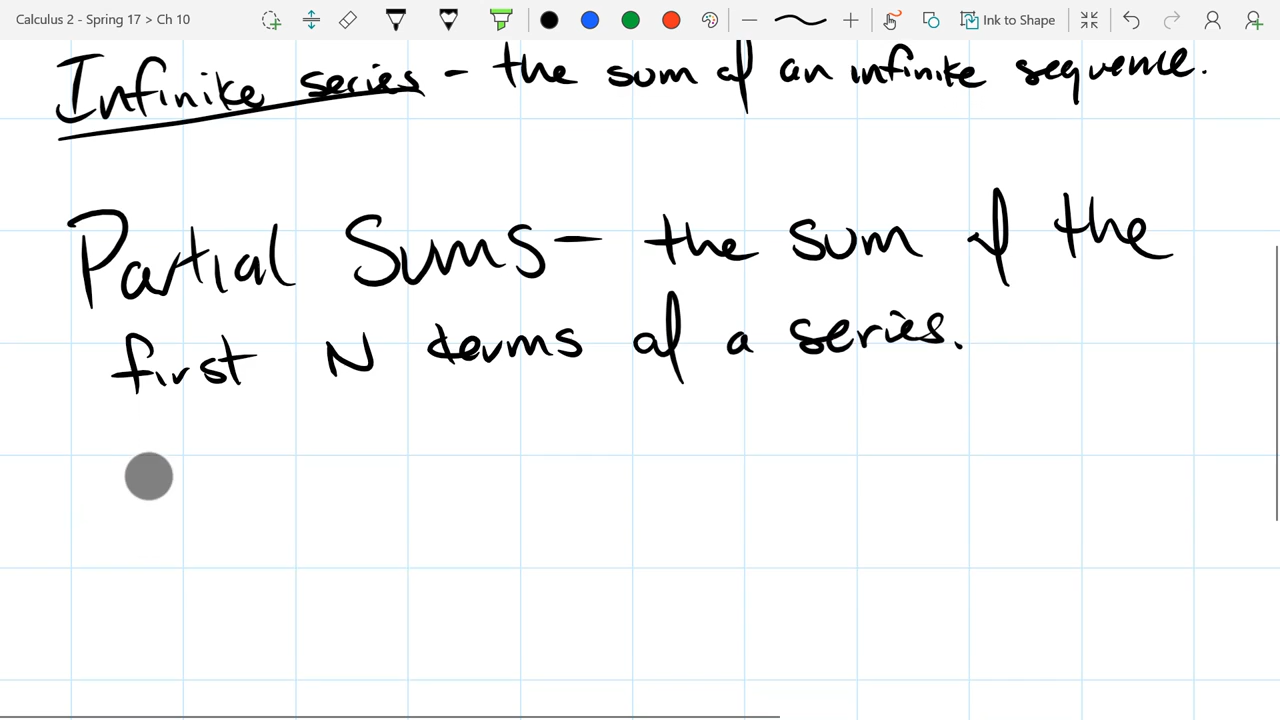 Calculus 2 - Spring 17 > Ch 10
Ink to Shape
Infinite series - the sum of an infinite sequence.
Partial Sums - the sum of the
first N terms of a series.